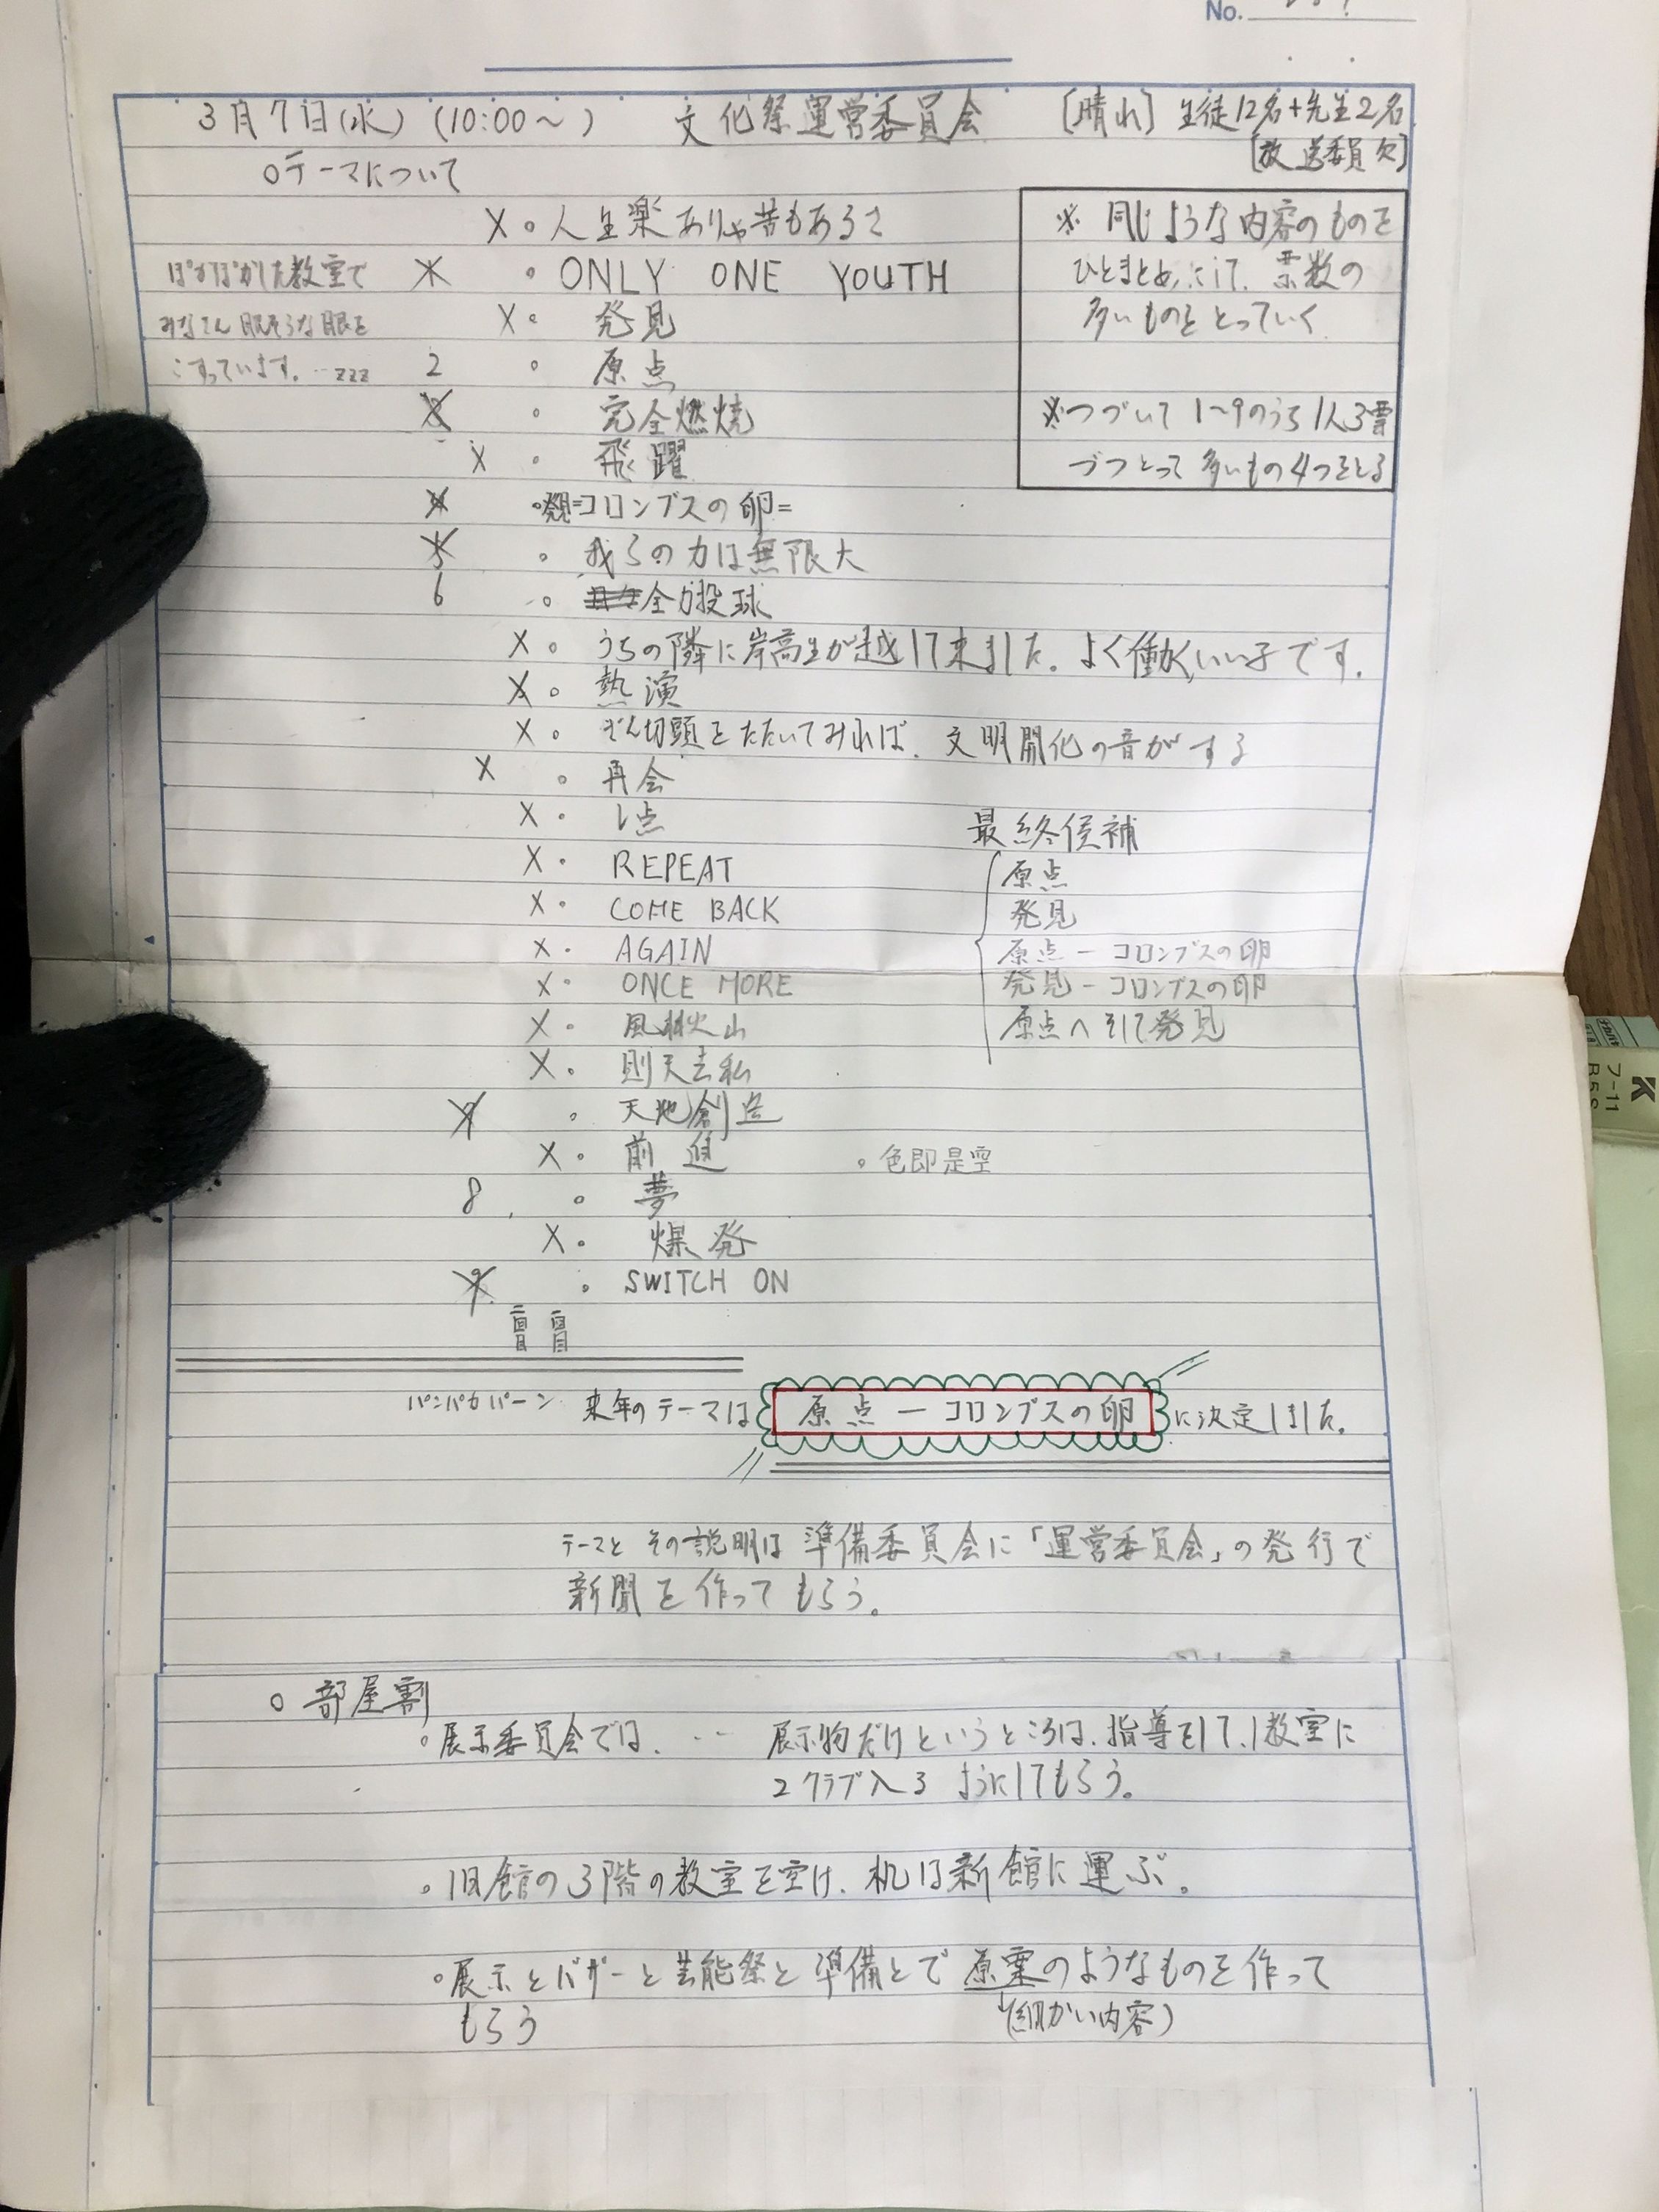 No.
3月7日(水) (10:00〜) 文化祭運営委員会 [晴れ] 生徒12名+先生2名
[放送委員欠]
○テーマについて
X 。人生楽ありゃ苦もあるさ
。ONLY ONE YOUTH
X 。発見
2 。原点
。完全燃焼
X 。飛躍
。発見=コロンブスの卵=
。我らの力は無限大
6 。全力投球
X 。うちの隣に岸高生が越して来ました。よく働く、いい子です。
X 。熱演
X 。ざん切頭をたたいてみれば、文明開化の音がする
X 。再会
X 。1点
X 。REPEAT
X 。COME BACK
X 。AGAIN
X 。ONCE MORE
X 。風林火山
X 。則天去私
。天地創造
X 。前進 。色即是空
8 。夢
X 。爆発
。SWITCH ON
ぽかぽかした教室で
みなさん眠そうな眼を
こすっています。…zzz
※ 同じような内容のものを
ひとまとめにして、票数の
多いものをとっていく
※つづいて1〜9のうち1人3票
づつとって多いもの4つをとる
最終候補
原点
発見
原点ーコロンブスの卵
発見ーコロンブスの卵
原点へそして発見
パンパカパーン 来年のテーマは 原点ーコロンブスの卵 に決定しました。
テーマとその説明は準備委員会に「運営委員会」の発行で
新聞を作ってもらう。
○部屋割
。展示委員会では、… 展示物だけというところは、指導をして、1教室に
2クラブ入るようにしてもらう。
。旧館の3階の教室を空け、机は新館に運ぶ。
。展示とバザーと芸能祭と準備とで原案のようなものを作って
もらう (細かい内容)
K
フ-11